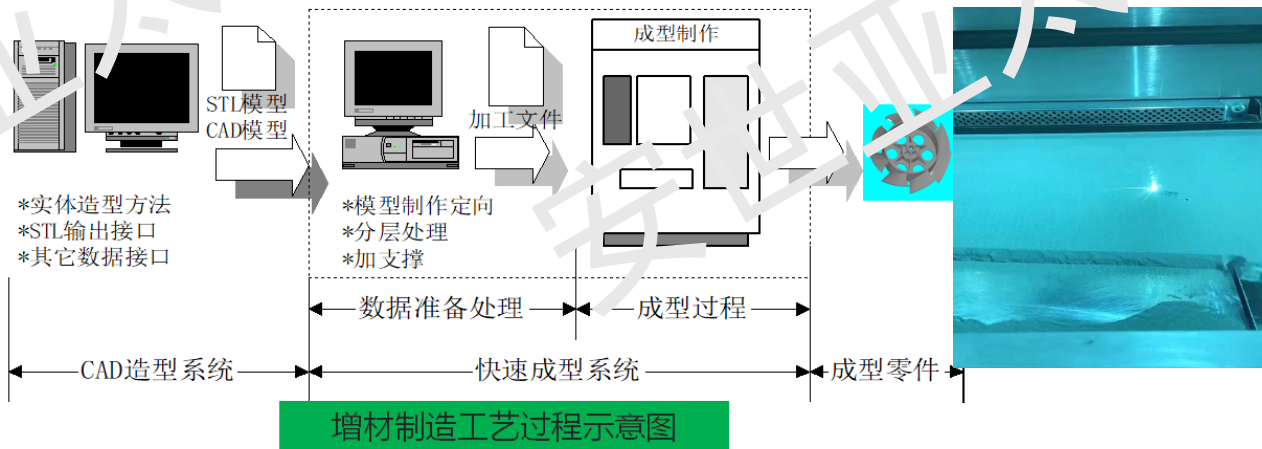 成型制作
STL模型
CAD模型
加工文件
*实体造型方法
*STL输出接口
*其它数据接口
*模型制作定向
*分层处理
*加支撑
数据准备处理
成型过程
CAD造型系统
快速成型系统
成型零件
增材制造工艺过程示意图
安世亚太